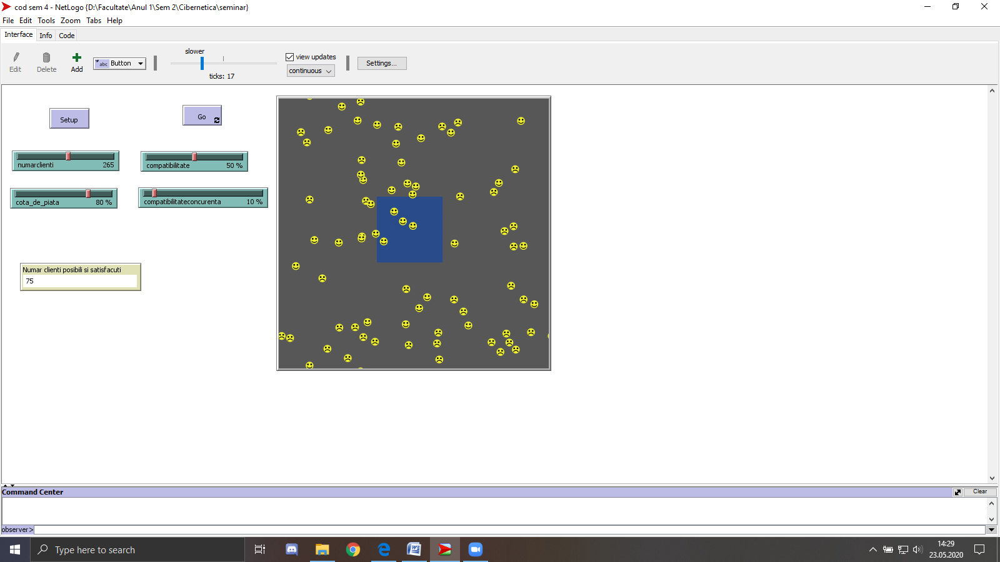 cod sem 4 - NetLogo {D:\Facultate\Anul 1\Sem 2\Cibernetica\seminar}
File Edit Tools Zoom Tabs Help
Interface Info Code
Edit Delete Add abc Button slower ticks: 17 view updates continuous Settings...
Setup Go
numarclienti 265 compatibilitate 50 %
cota_de_piata 80 % compatibilitateconcurenta 10 %
Numar clienti posibili si satisfacuti
75
Command Center Clear
observer>
Type here to search
14:29
23.05.2020